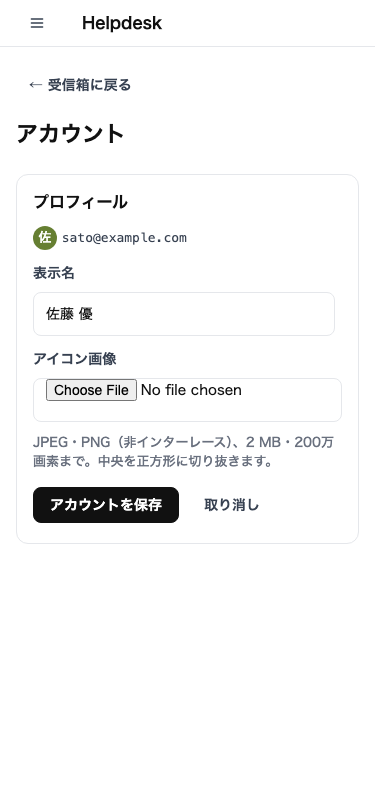 Helpdesk
← 受信箱に戻る
アカウント
プロフィール
佐 sato@example.com
表示名
佐藤 優
アイコン画像
Choose File No file chosen
JPEG・PNG（非インターレース）、2 MB・200万
画素まで。中央を正方形に切り抜きます。
アカウントを保存 取り消し